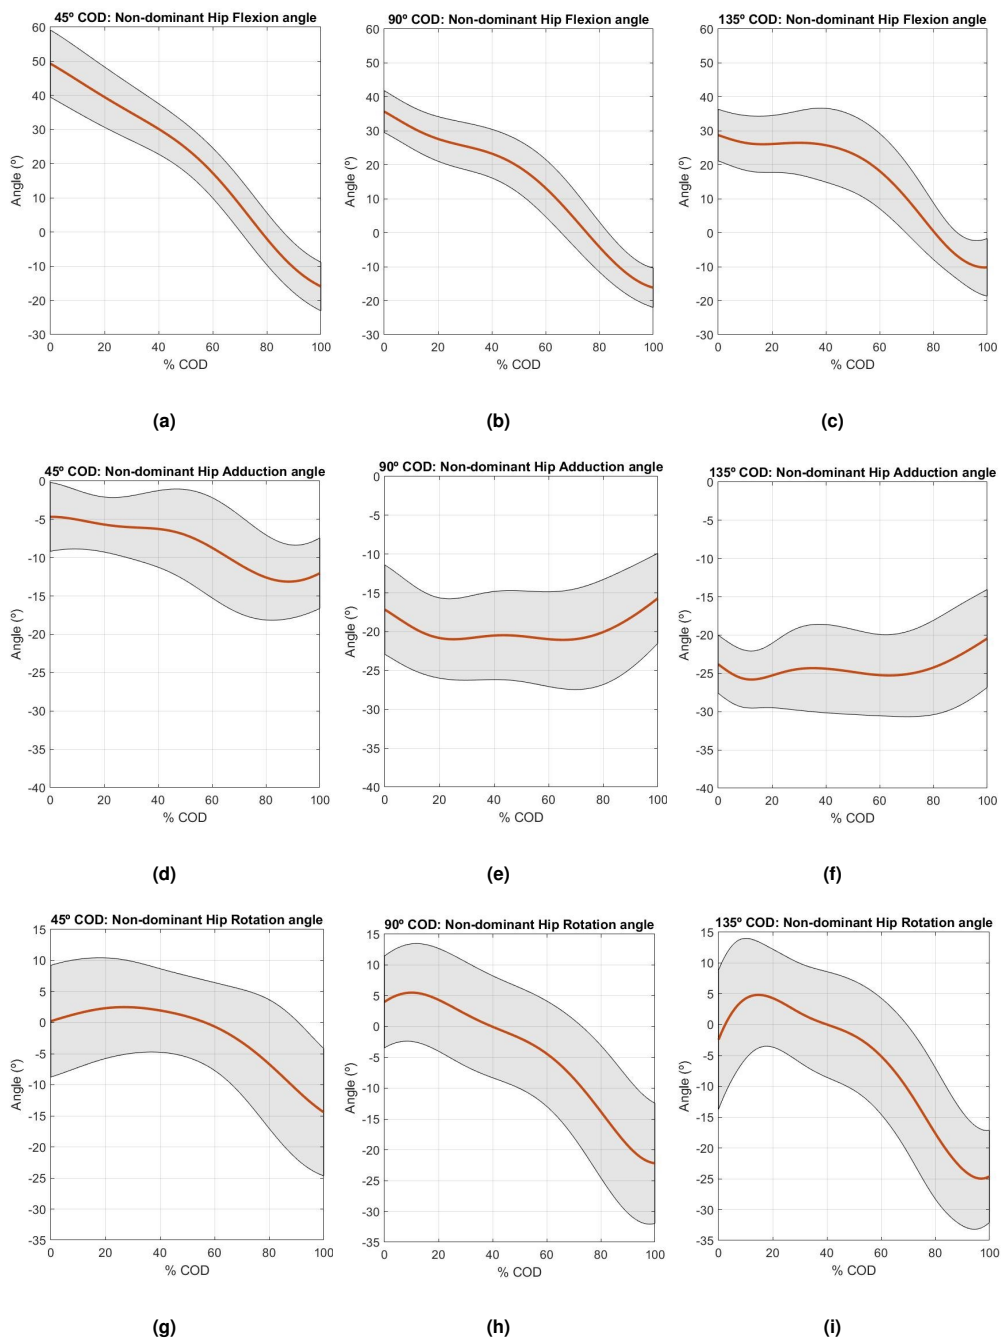 45º COD: Non-dominant Hip Flexion angle
60
50
40
30
20
10
0
-10
-20
-30
Angle (º)
0 20 40 60 80 100
% COD
(a)
90º COD: Non-dominant Hip Flexion angle
60
50
40
30
20
10
0
-10
-20
-30
Angle (º)
0 20 40 60 80 100
% COD
(b)
135º COD: Non-dominant Hip Flexion angle
60
50
40
30
20
10
0
-10
-20
-30
Angle (º)
0 20 40 60 80 100
% COD
(c)
45º COD: Non-dominant Hip Adduction angle
0
-5
-10
-15
-20
-25
-30
-35
-40
Angle (º)
0 20 40 60 80 100
% COD
(d)
90º COD: Non-dominant Hip Adduction angle
0
-5
-10
-15
-20
-25
-30
-35
-40
Angle (º)
0 20 40 60 80 100
% COD
(e)
135º COD: Non-dominant Hip Adduction angle
0
-5
-10
-15
-20
-25
-30
-35
-40
Angle (º)
0 20 40 60 80 100
% COD
(f)
45º COD: Non-dominant Hip Rotation angle
15
10
5
0
-5
-10
-15
-20
-25
-30
-35
Angle (º)
0 20 40 60 80 100
% COD
(g)
90º COD: Non-dominant Hip Rotation angle
15
10
5
0
-5
-10
-15
-20
-25
-30
-35
Angle (º)
0 20 40 60 80 100
% COD
(h)
135º COD: Non-dominant Hip Rotation angle
15
10
5
0
-5
-10
-15
-20
-25
-30
-35
Angle (º)
0 20 40 60 80 100
% COD
(i)